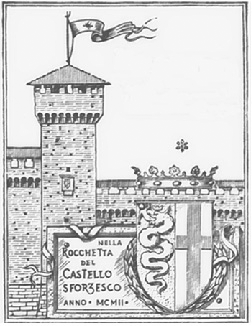 NELLA
ROCCHETTA
DEL
CASTELLO
SFORZESCO
ANNO • MCMII •